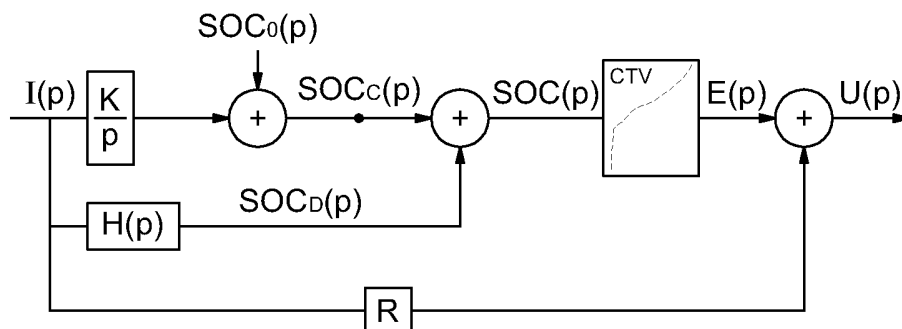 SOC₀(p)
I(p)
K
p
+
SOCC(p)
+
SOC(p)
CTV
E(p)
+
U(p)
H(p)
SOCD(p)
R